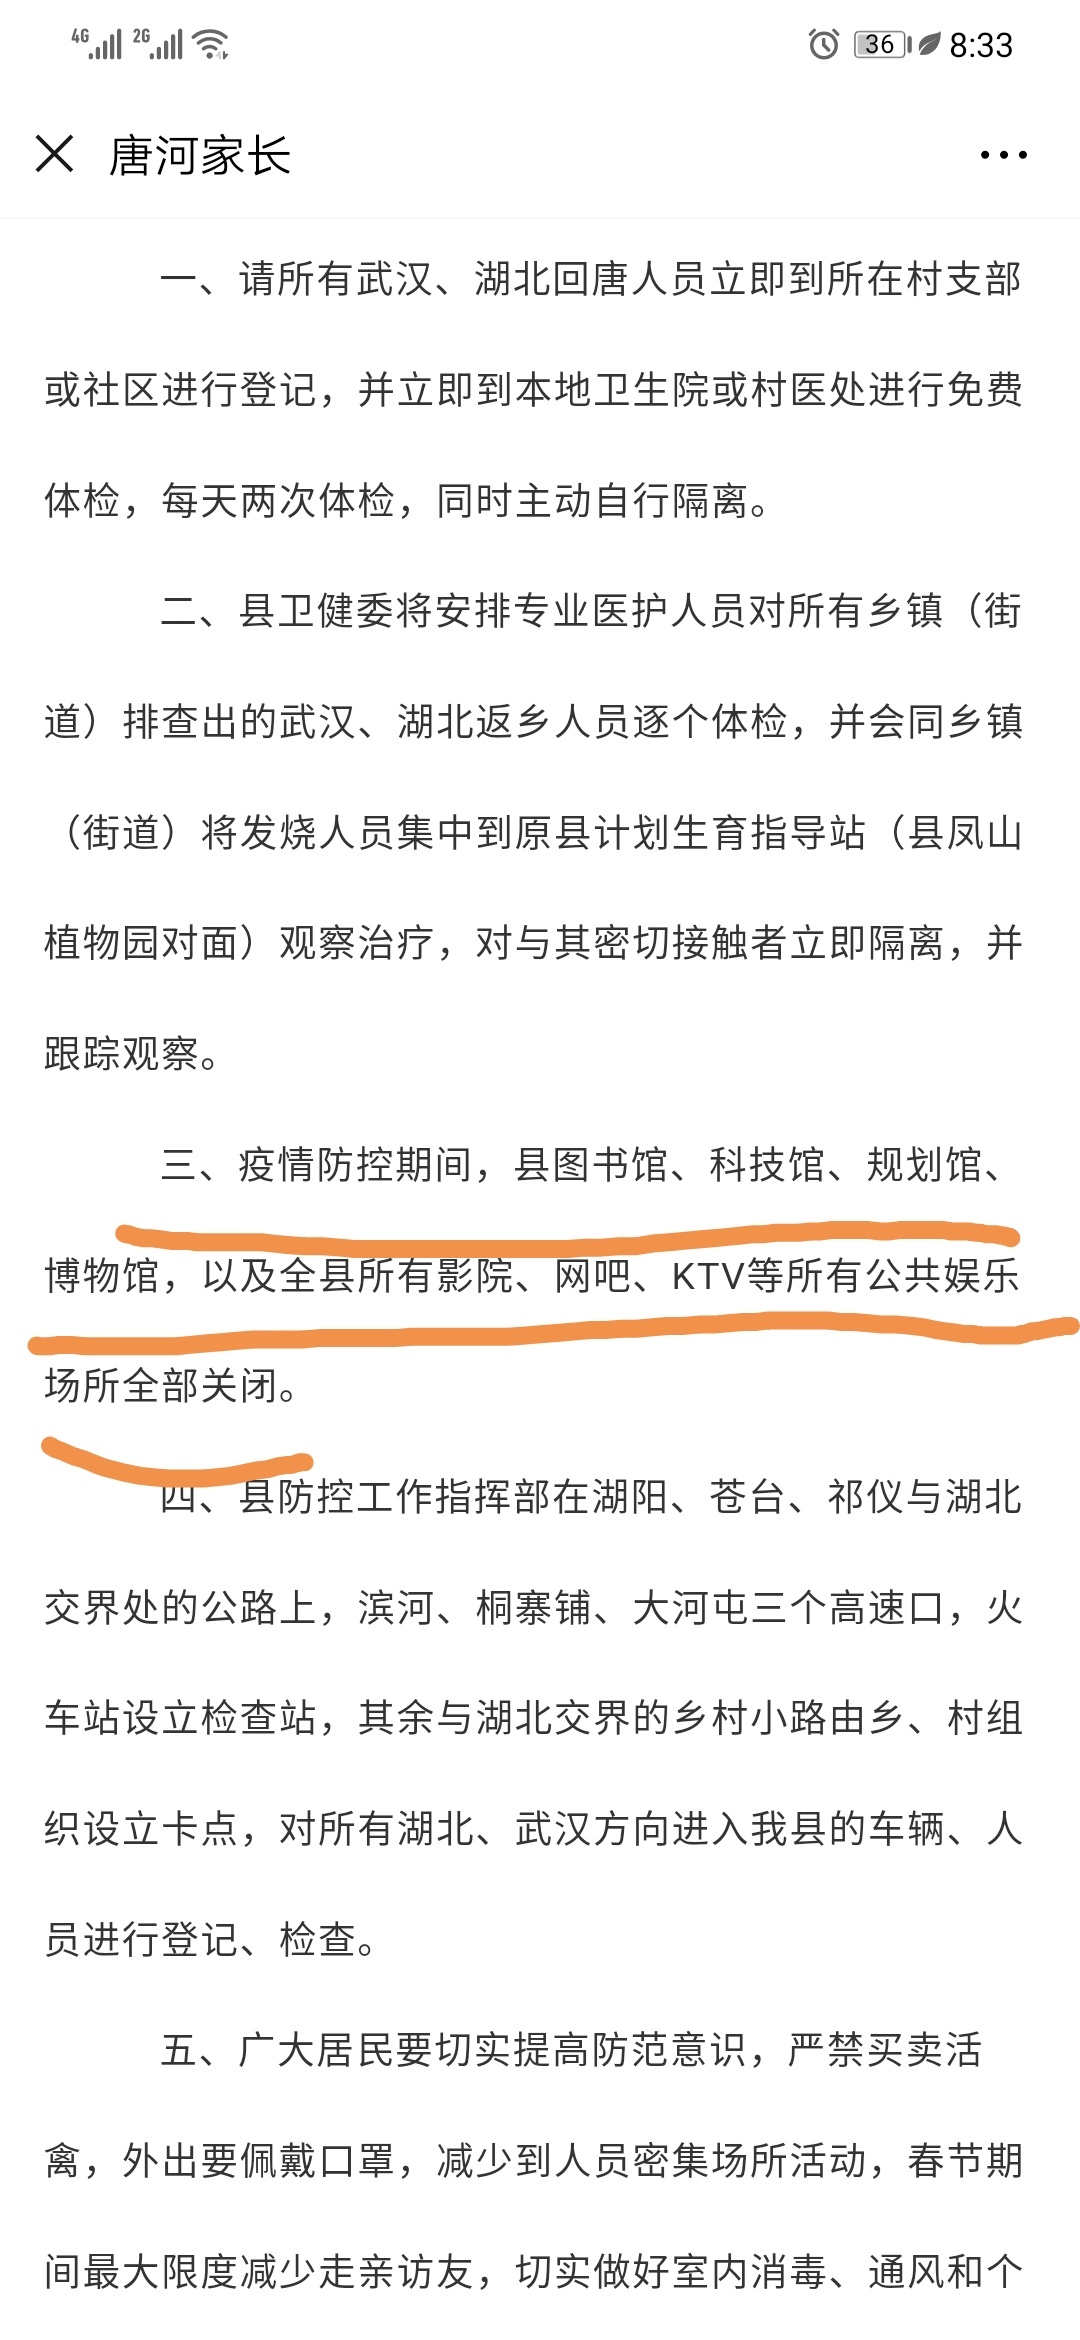 4G 2G 36 8:33
唐河家长
一、请所有武汉、湖北回唐人员立即到所在村支部
或社区进行登记，并立即到本地卫生院或村医处进行免费
体检，每天两次体检，同时主动自行隔离。
二、县卫健委将安排专业医护人员对所有乡镇（街
道）排查出的武汉、湖北返乡人员逐个体检，并会同乡镇
（街道）将发烧人员集中到原县计划生育指导站（县凤山
植物园对面）观察治疗，对与其密切接触者立即隔离，并
跟踪观察。
三、疫情防控期间，县图书馆、科技馆、规划馆、
博物馆，以及全县所有影院、网吧、KTV等所有公共娱乐
场所全部关闭。
四、县防控工作指挥部在湖阳、苍台、祁仪与湖北
交界处的公路上，滨河、桐寨铺、大河屯三个高速口，火
车站设立检查站，其余与湖北交界的乡村小路由乡、村组
织设立卡点，对所有湖北、武汉方向进入我县的车辆、人
员进行登记、检查。
五、广大居民要切实提高防范意识，严禁买卖活
禽，外出要佩戴口罩，减少到人员密集场所活动，春节期
间最大限度减少走亲访友，切实做好室内消毒、通风和个